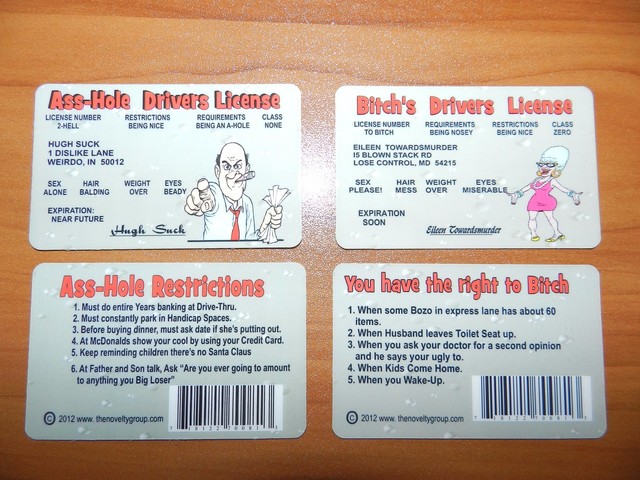 Ass-Hole Drivers License
LICENSE NUMBER RESTRICTIONS REQUIREMENTS CLASS
2-HELL BEING NICE BEING AN A-HOLE NONE
HUGH SUCK
1 DISLIKE LANE
WEIRDO, IN 50012
SEX HAIR WEIGHT EYES
ALONE BALDING OVER BEADY
EXPIRATION:
NEAR FUTURE
Hugh Suck
Bitch's Drivers License
LICENSE NUMBER REQUIREMENTS RESTRICTIONS CLASS
TO BITCH BEING NOSEY BEING NICE ZERO
EILEEN TOWARDSMURDER
I5 BLOWN STACK RD
LOSE CONTROL, MD 54215
SEX HAIR WEIGHT EYES
PLEASE! MESS OVER MISERABLE
EXPIRATION
SOON
Eileen Towardsmurder
Ass-Hole Restrictions
1. Must do entire Years banking at Drive-Thru.
2. Must constantly park in Handicap Spaces.
3. Before buying dinner, must ask date if she's putting out.
4. At McDonalds show your cool by using your Credit Card.
5. Keep reminding children there's no Santa Claus
6. At Father and Son talk, Ask “Are you ever going to amount
to anything you Big Loser”
© 2012 www. thenoveltygroup.com
You have the right to Bitch
1. When some Bozo in express lane has about 60
items.
2. When Husband leaves Toilet Seat up.
3. When you ask your doctor for a second opinion
and he says your ugly to.
4. When Kids Come Home.
5. When you Wake-Up.
© 2012 www. thenoveltygroup.com